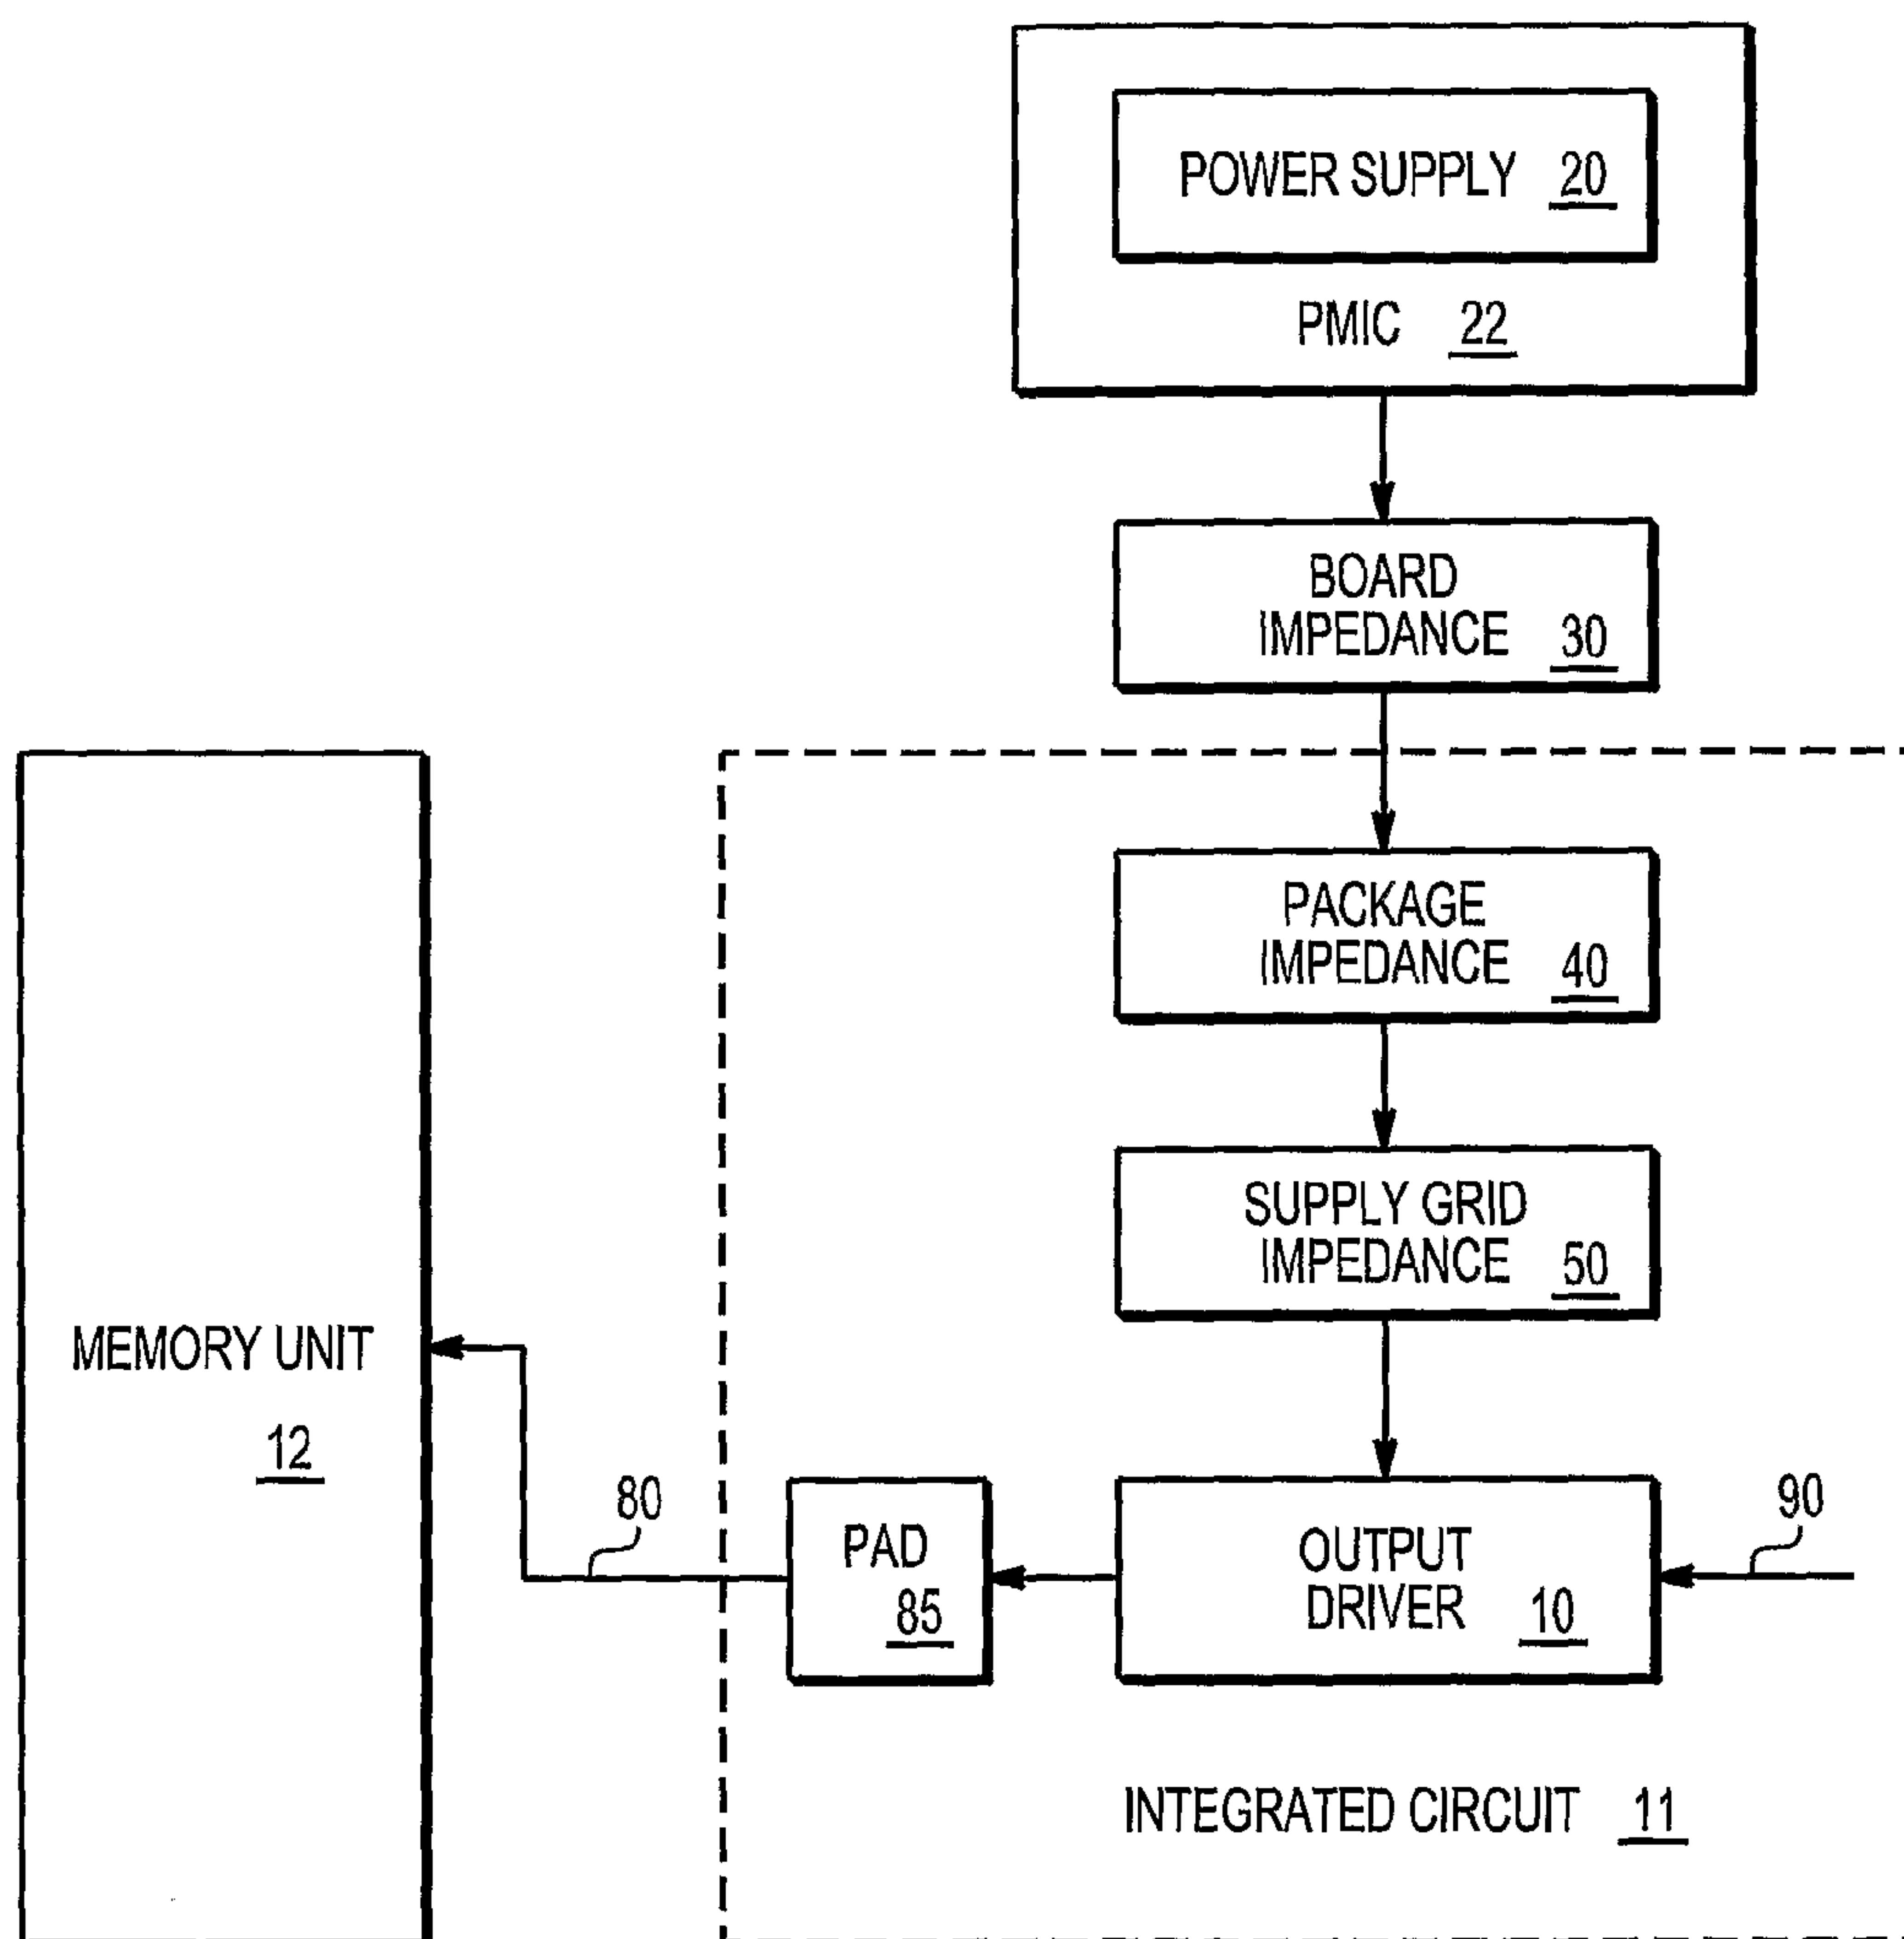 POWER SUPPLY 20
PMIC 22
BOARD
IMPEDANCE 30
PACKAGE
IMPEDANCE 40
SUPPLY GRID
IMPEDANCE 50
MEMORY UNIT
12
80
PAD
85
OUTPUT
DRIVER 10
90
INTEGRATED CIRCUIT 11